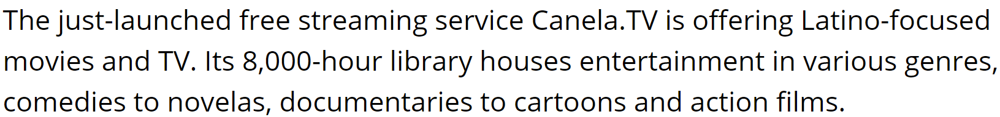 The just-launched free streaming service Canela.TV is offering Latino-focused
movies and TV. Its 8,000-hour library houses entertainment in various genres,
comedies to novelas, documentaries to cartoons and action films.